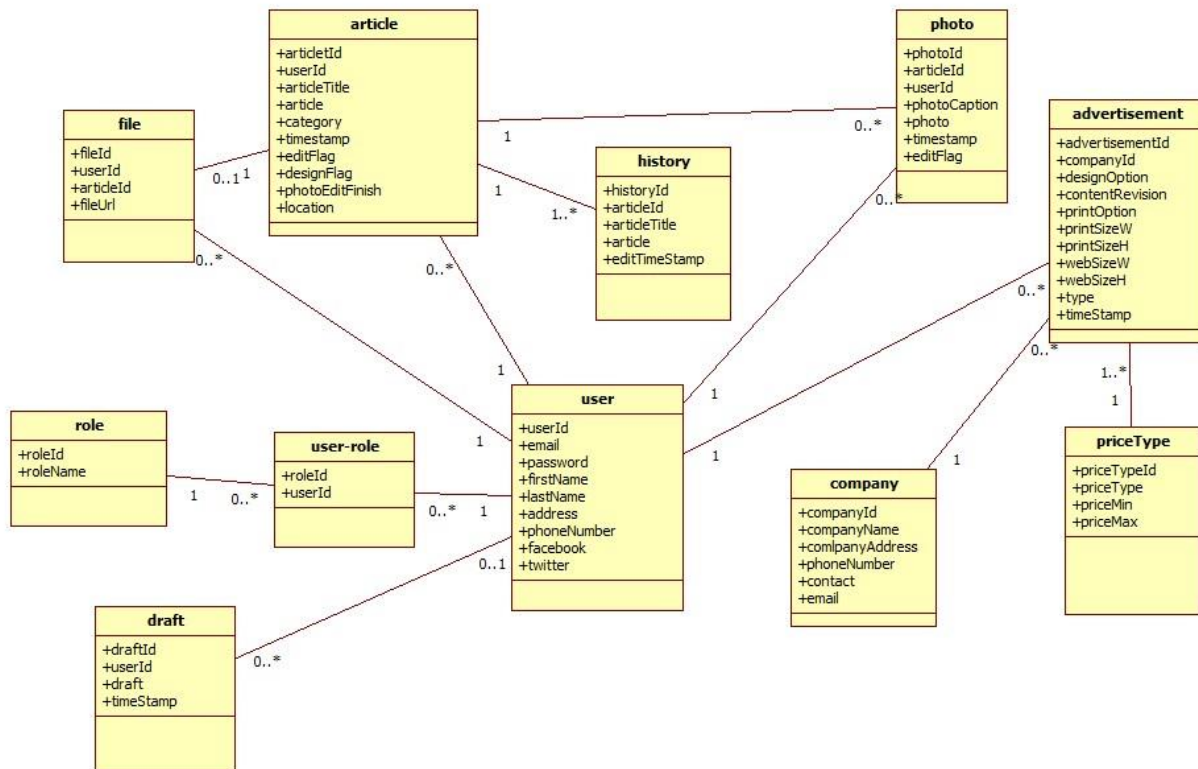 article
+articletId
+userId
+articleTitle
+article
+category
+timestamp
+editFlag
+designFlag
+photoEditFinish
+location
photo
+photoId
+articleId
+userId
+photoCaption
+photo
+timestamp
+editFlag
file
+fileId
+userId
+articleId
+fileUrl
history
+historyId
+articleId
+articleTitle
+article
+editTimeStamp
advertisement
+advertisementId
+companyId
+designOption
+contentRevision
+printOption
+printSizeW
+printSizeH
+webSizeW
+webSizeH
+type
+timeStamp
1
0..*
0..1
1
1
1..*
0..*
0..*
0..*
0..*
0..*
1..*
1
1
1
1
1
1
user
+userId
+email
+password
+firstName
+lastName
+address
+phoneNumber
+facebook
+twitter
role
+roleId
+roleName
1
0..*
user-role
+roleId
+userId
0..*
1
company
+companyId
+companyName
+comlpanyAddress
+phoneNumber
+contact
+email
priceType
+priceTypeId
+priceType
+priceMin
+priceMax
0..1
0..*
draft
+draftId
+userId
+draft
+timeStamp